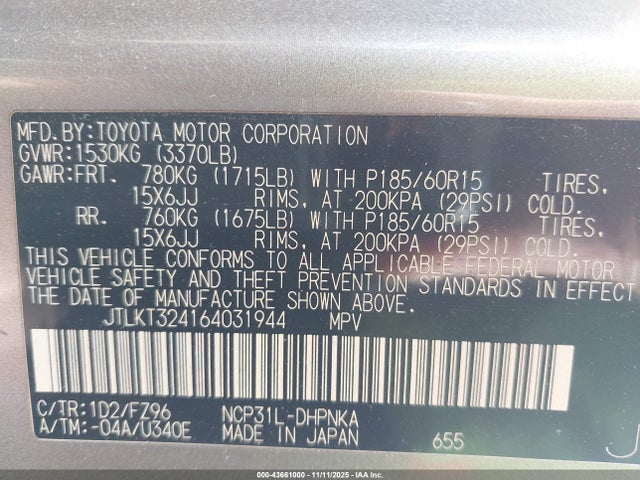 MFD.BY:TOYOTA MOTOR CORPORATION
GVWR:1530KG (3370LB)
GAWR:FRT. 780KG (1715LB) WITH P185/60R15 TIRES,
15X6JJ RIMS, AT 200KPA (29PSI) COLD.
RR. 760KG (1675LB) WITH P185/60R15 TIRES,
15X6JJ RIMS, AT 200KPA (29PSI) COLD.
THIS VEHICLE CONFORMS TO ALL APPLICABLE FEDERAL MOTOR
VEHICLE SAFETY AND THEFT PREVENTION STANDARDS IN EFFECT
THE DATE OF MANUFACTURE SHOWN ABOVE.
JTLKT324164031944 MPV
C/TR:1D2/FZ96 NCP31L-DHPNKA
A/TM:-04A/U340E MADE IN JAPAN 655
J
000-43661000 - 11/11/2025 - IAA Inc.